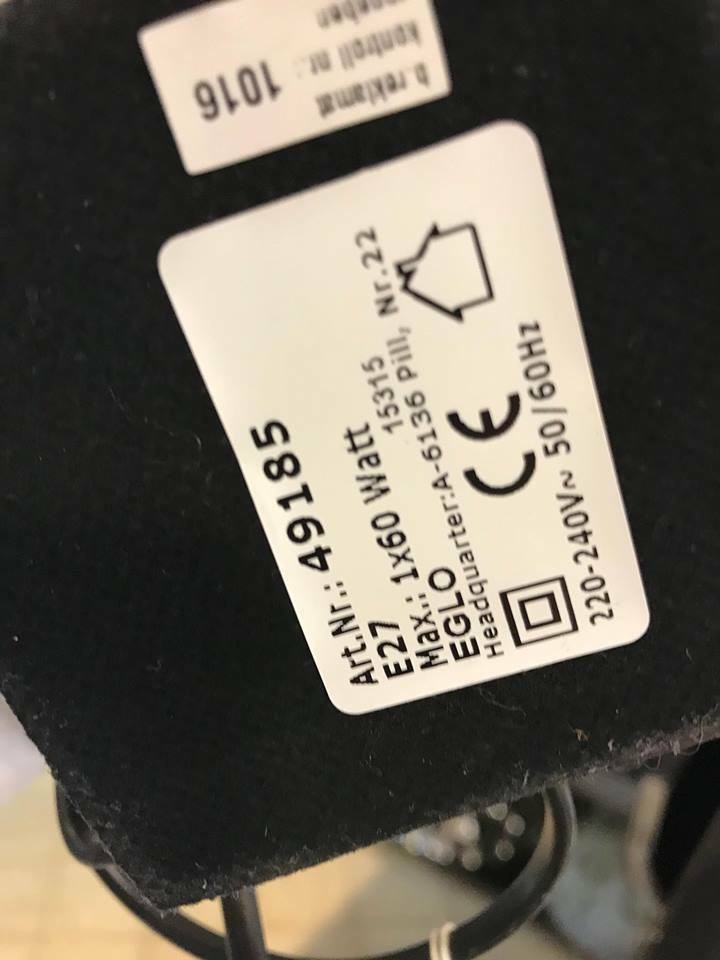 b.reklamat
kontroll nr.: 1016
angeben
Art.Nr.: 49185
E27
Max.: 1X60 Watt
EGLO 15315
Headquarter:A-6136 Pill, Nr.22
CE
220-240V~ 50/60Hz